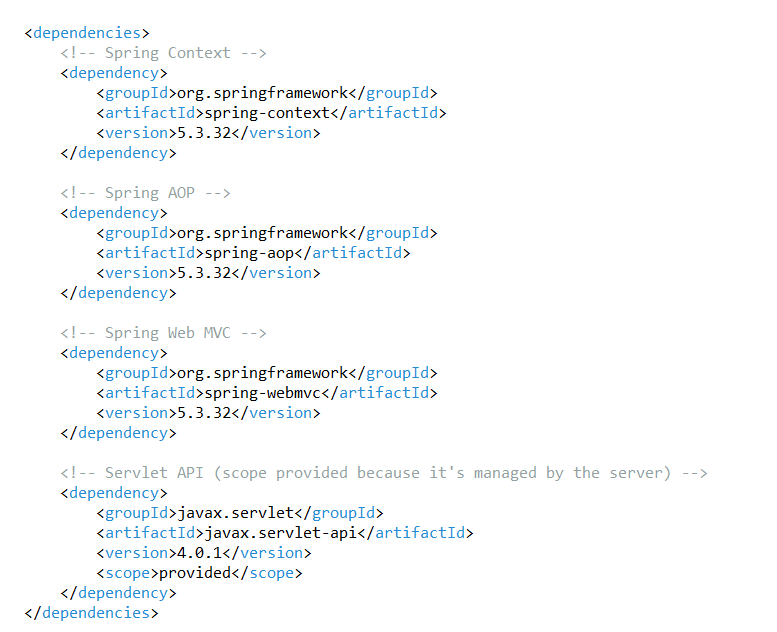 <dependencies>
    <!-- Spring Context -->
    <dependency>
        <groupId>org.springframework</groupId>
        <artifactId>spring-context</artifactId>
        <version>5.3.32</version>
    </dependency>

    <!-- Spring AOP -->
    <dependency>
        <groupId>org.springframework</groupId>
        <artifactId>spring-aop</artifactId>
        <version>5.3.32</version>
    </dependency>

    <!-- Spring Web MVC -->
    <dependency>
        <groupId>org.springframework</groupId>
        <artifactId>spring-webmvc</artifactId>
        <version>5.3.32</version>
    </dependency>

    <!-- Servlet API (scope provided because it's managed by the server) -->
    <dependency>
        <groupId>javax.servlet</groupId>
        <artifactId>javax.servlet-api</artifactId>
        <version>4.0.1</version>
        <scope>provided</scope>
    </dependency>
</dependencies>